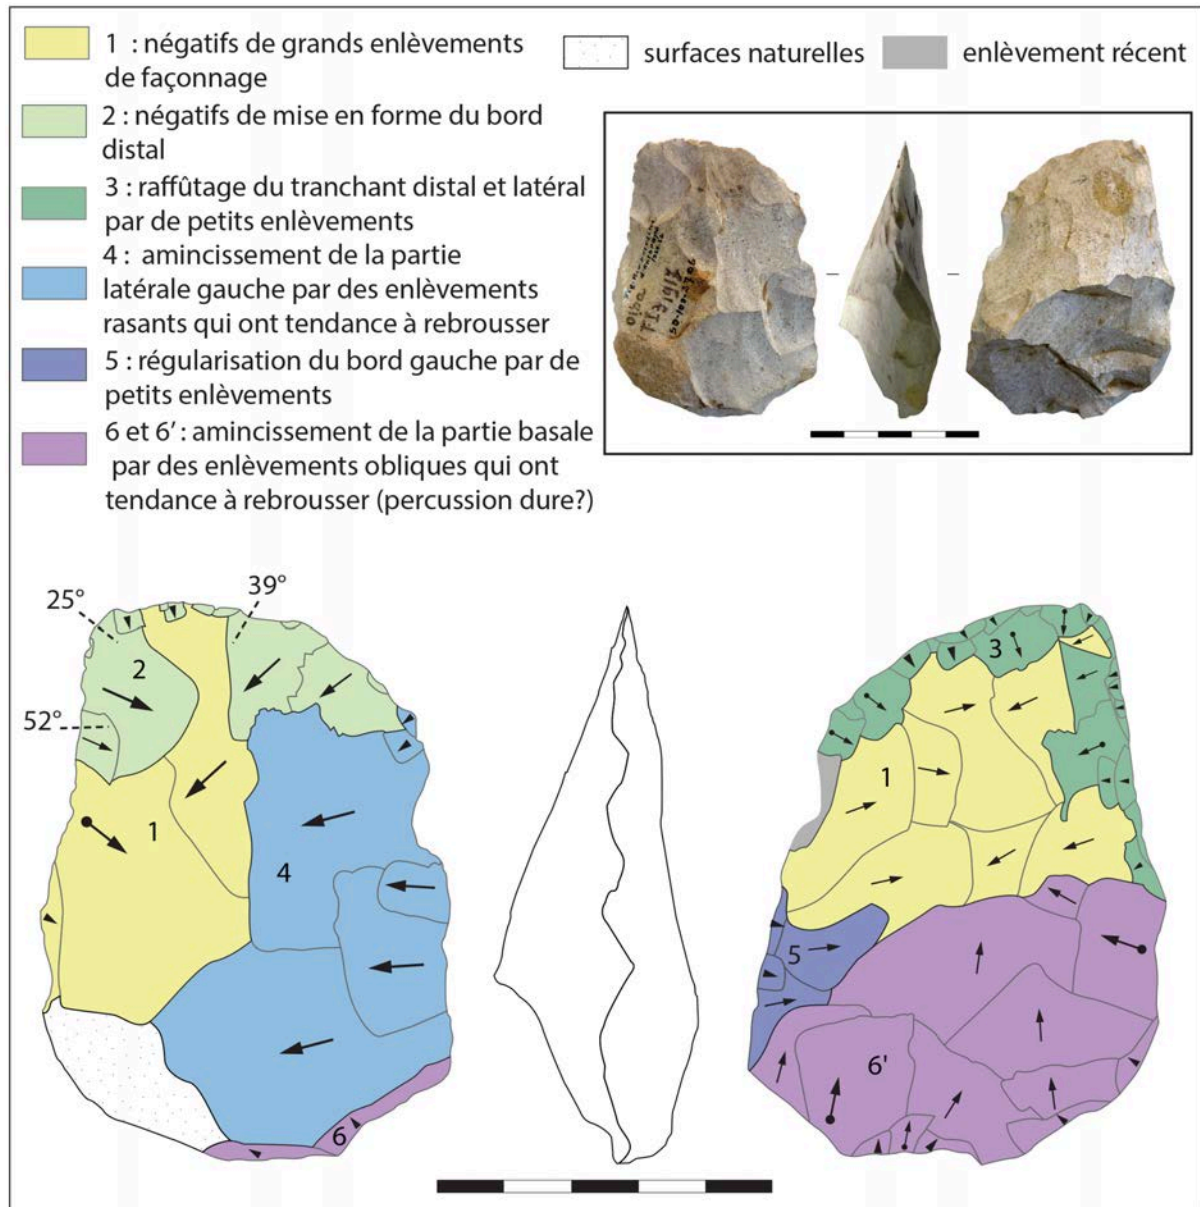 1 : négatifs de grands enlèvements
de façonnage
surfaces naturelles
enlèvement récent
2 : négatifs de mise en forme du bord
distal
3 : raffûtage du tranchant distal et latéral
par de petits enlèvements
4 : amincissement de la partie
latérale gauche par des enlèvements
rasants qui ont tendance à rebrousser
5 : régularisation du bord gauche par de
petits enlèvements
6 et 6' : amincissement de la partie basale
par des enlèvements obliques qui ont
tendance à rebrousser (percussion dure?)
25°
39°
2
52°
1
4
6
3
1
5
6'